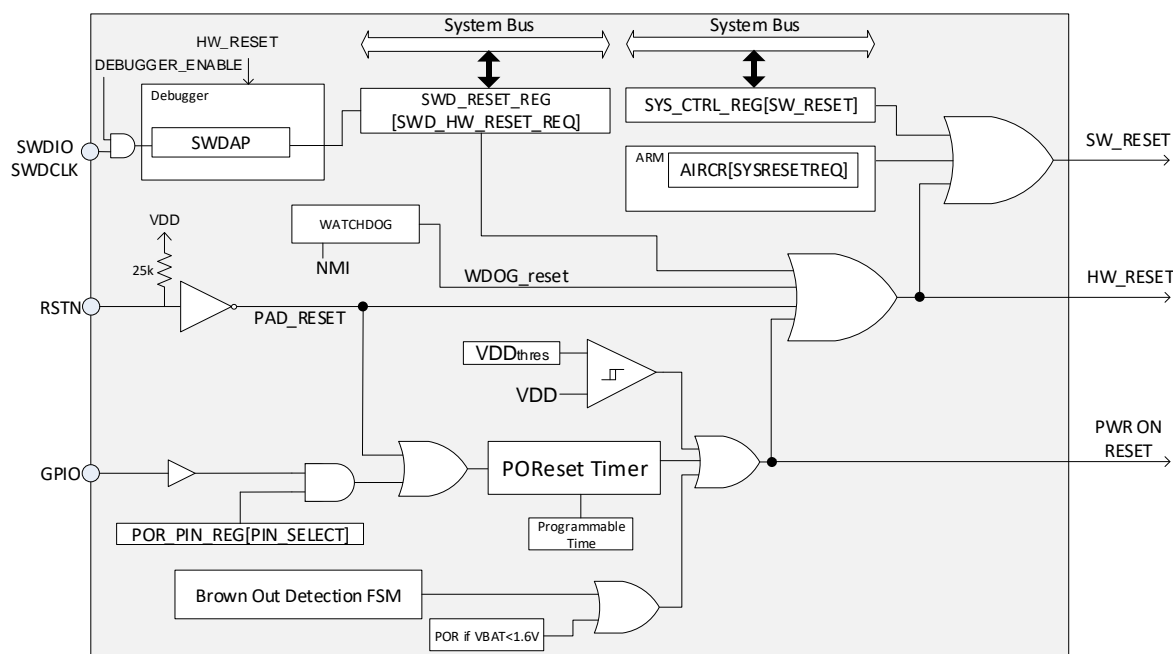 System Bus
System Bus
HW_RESET
DEBUGGER_ENABLE
Debugger
SWDAP
SWD_RESET_REG
[SWD_HW_RESET_REQ]
SYS_CTRL_REG[SW_RESET]
ARM
AIRCR[SYSRESETREQ]
SW_RESET
SWDIO
SWDCLK
VDD
25k
WATCHDOG
NMI
WDOG_reset
HW_RESET
RSTN
PAD_RESET
VDDthres
VDD
PWR ON
RESET
GPIO
POReset Timer
POR_PIN_REG[PIN_SELECT]
Programmable
Time
Brown Out Detection FSM
POR if VBAT<1.6V